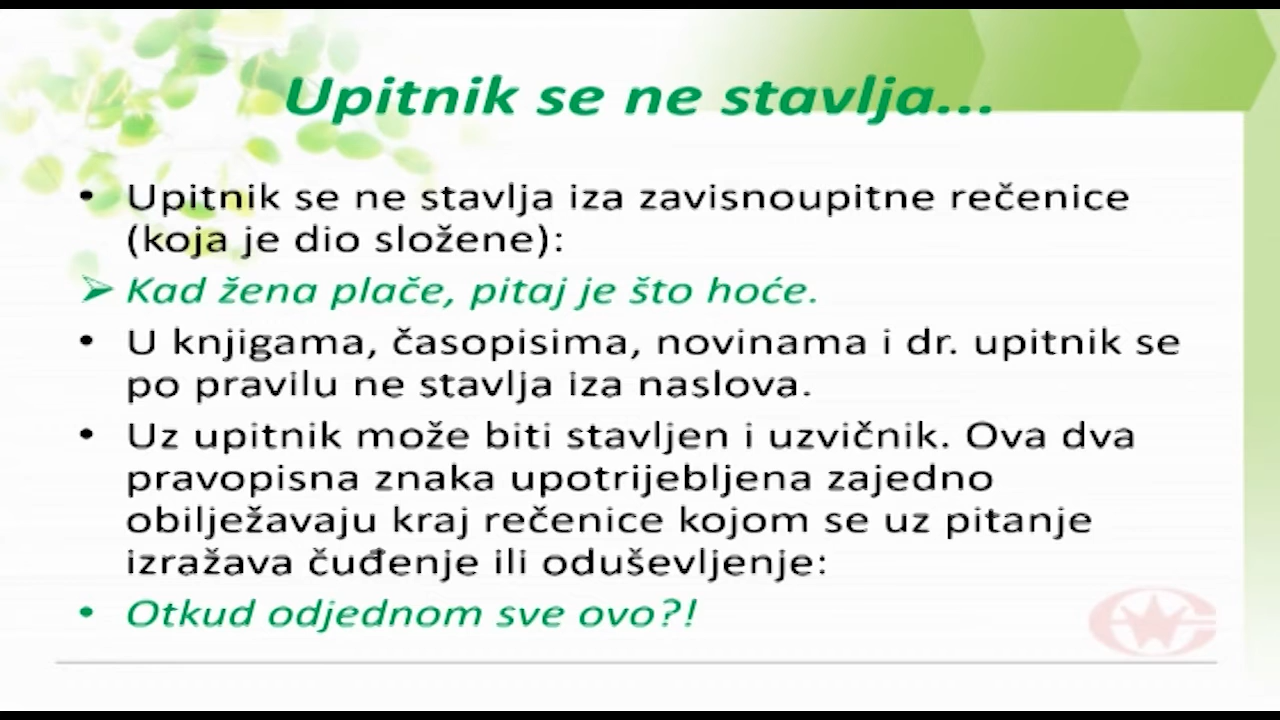 Upitnik se ne stavlja...
• Upitnik se ne stavlja iza zavisnoupitne rečenice
(koja je dio složene):
➢ Kad žena plače, pitaj je što hoće.
• U knjigama, časopisima, novinama i dr. upitnik se
po pravilu ne stavlja iza naslova.
• Uz upitnik može biti stavljen i uzvičnik. Ova dva
pravopisna znaka upotrijebljena zajedno
obilježavaju kraj rečenice kojom se uz pitanje
izražava čuđenje ili oduševljenje:
• Otkud odjednom sve ovo?!